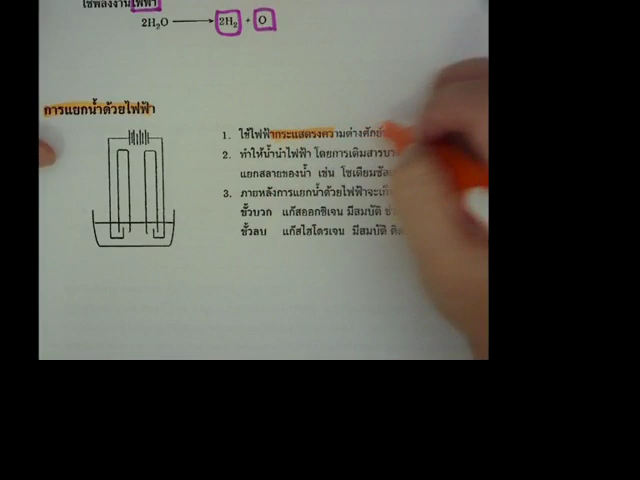 ใช้พลังงานไฟฟ้า
2H₂O ⟶ 2H₂ + O
การแยกน้ำด้วยไฟฟ้า
1. ใช้ไฟฟ้ากระแสตรงความต่างศักย์
2. ทำให้น้ำนำไฟฟ้า โดยการเติมสาร
แยกสลายของน้ำ เช่น โซเดียม
3. ภายหลังการแยกน้ำด้วยไฟฟ้าจะ
ขั้วบวก แก๊สออกซิเจน มีสมบัติ
ขั้วลบ แก๊สไฮโดรเจน มีสมบัติ